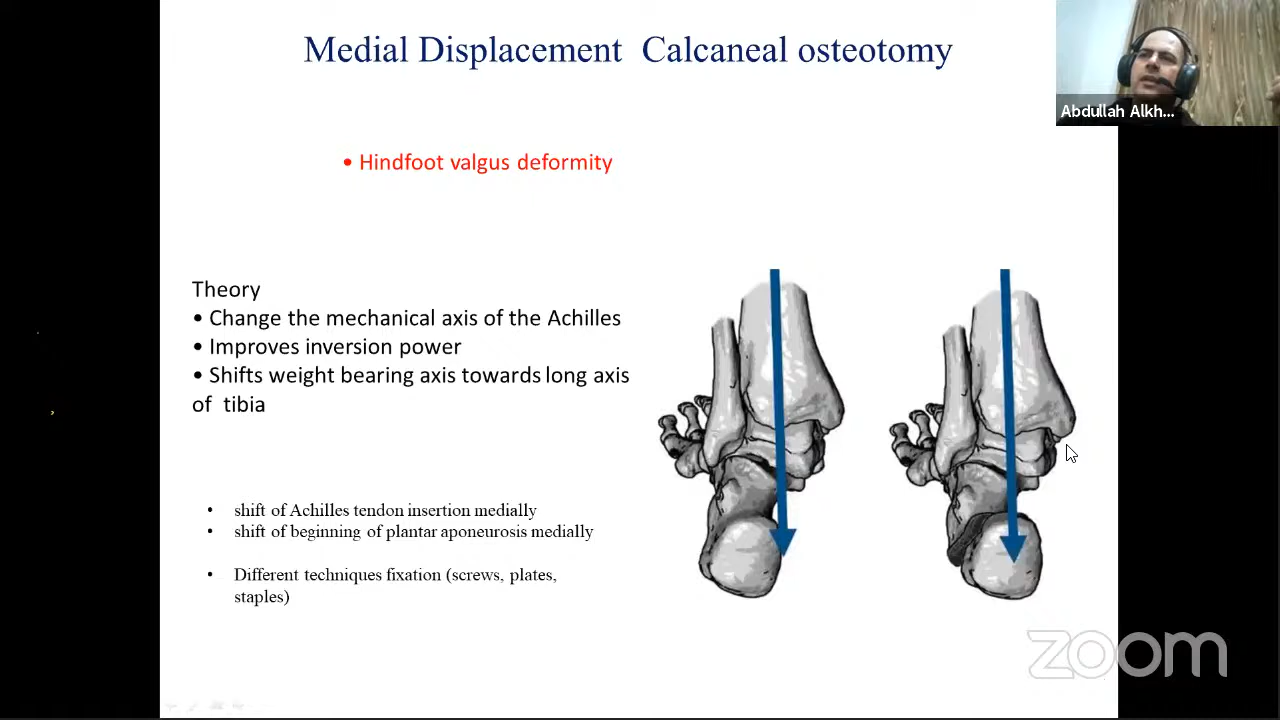 Medial Displacement Calcaneal osteotomy
Abdullah Alkh...
• Hindfoot valgus deformity
Theory
• Change the mechanical axis of the Achilles
• Improves inversion power
• Shifts weight bearing axis towards long axis
of tibia
• shift of Achilles tendon insertion medially
• shift of beginning of plantar aponeurosis medially
• Different techniques fixation (screws, plates,
staples)
zoom